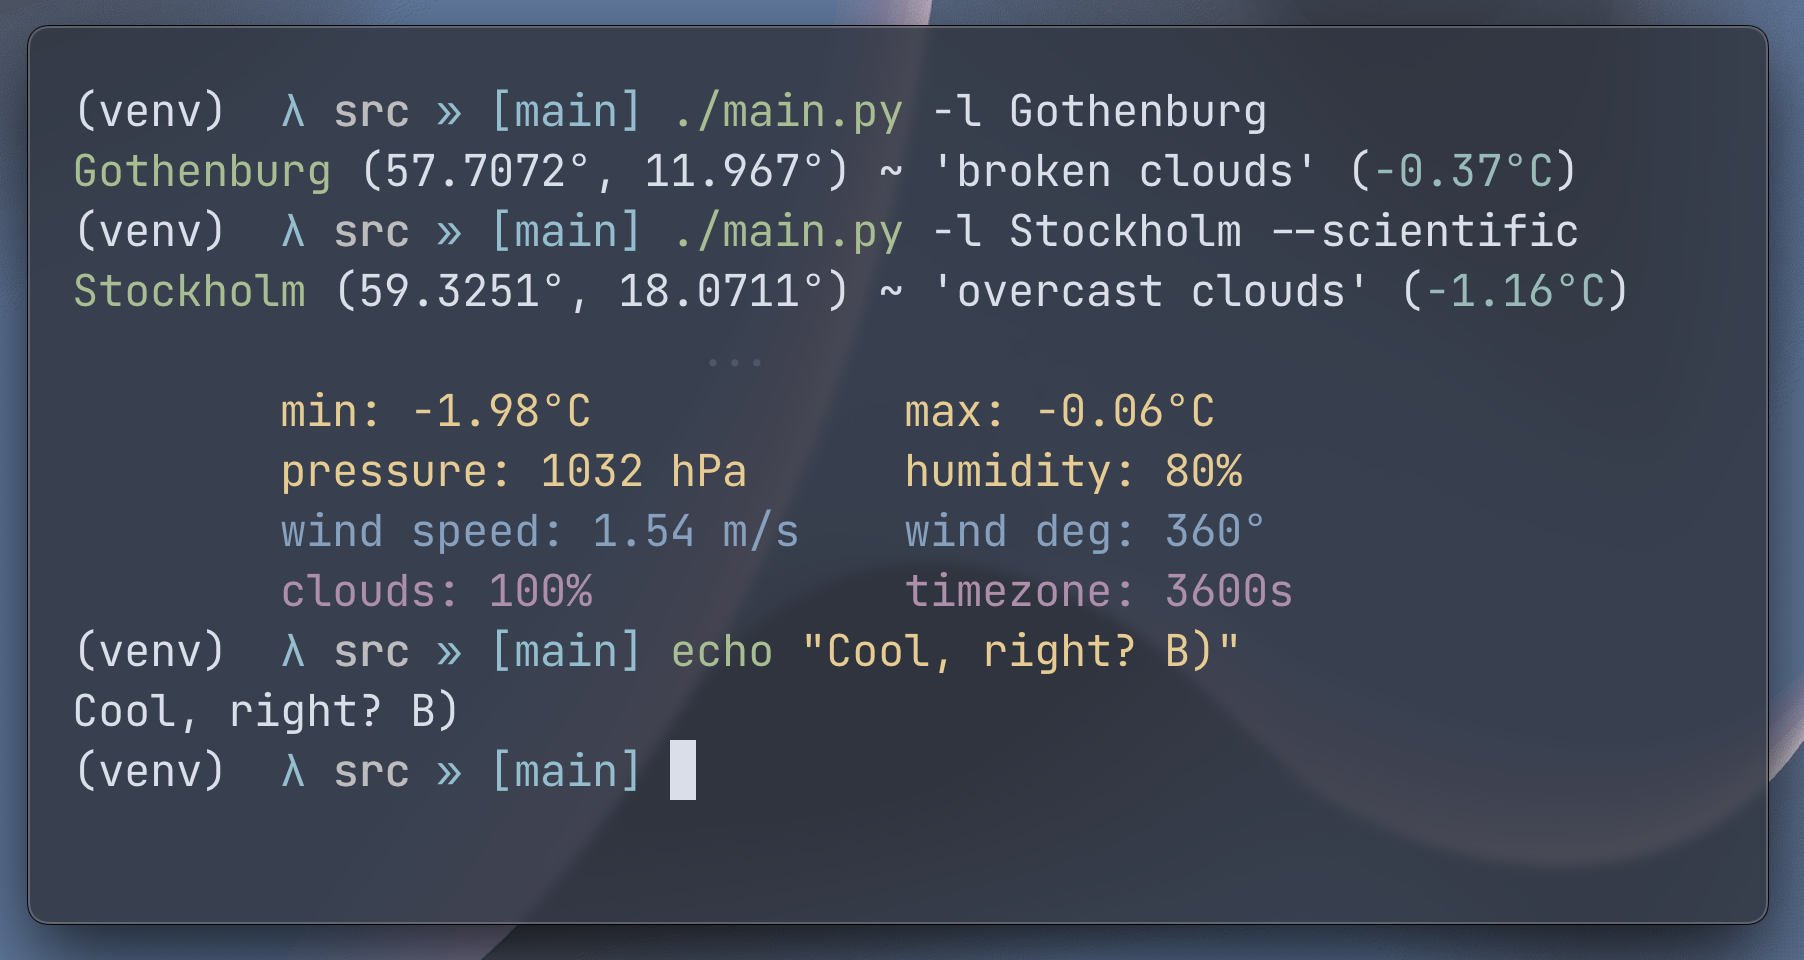 (venv)  λ src » [main] ./main.py -l Gothenburg
Gothenburg (57.7072°, 11.967°) ~ 'broken clouds' (-0.37°C)
(venv)  λ src » [main] ./main.py -l Stockholm --scientific
Stockholm (59.3251°, 18.0711°) ~ 'overcast clouds' (-1.16°C)
...
min: -1.98°C            max: -0.06°C
pressure: 1032 hPa      humidity: 80%
wind speed: 1.54 m/s    wind deg: 360°
clouds: 100%            timezone: 3600s
(venv)  λ src » [main] echo "Cool, right? B)"
Cool, right? B)
(venv)  λ src » [main]